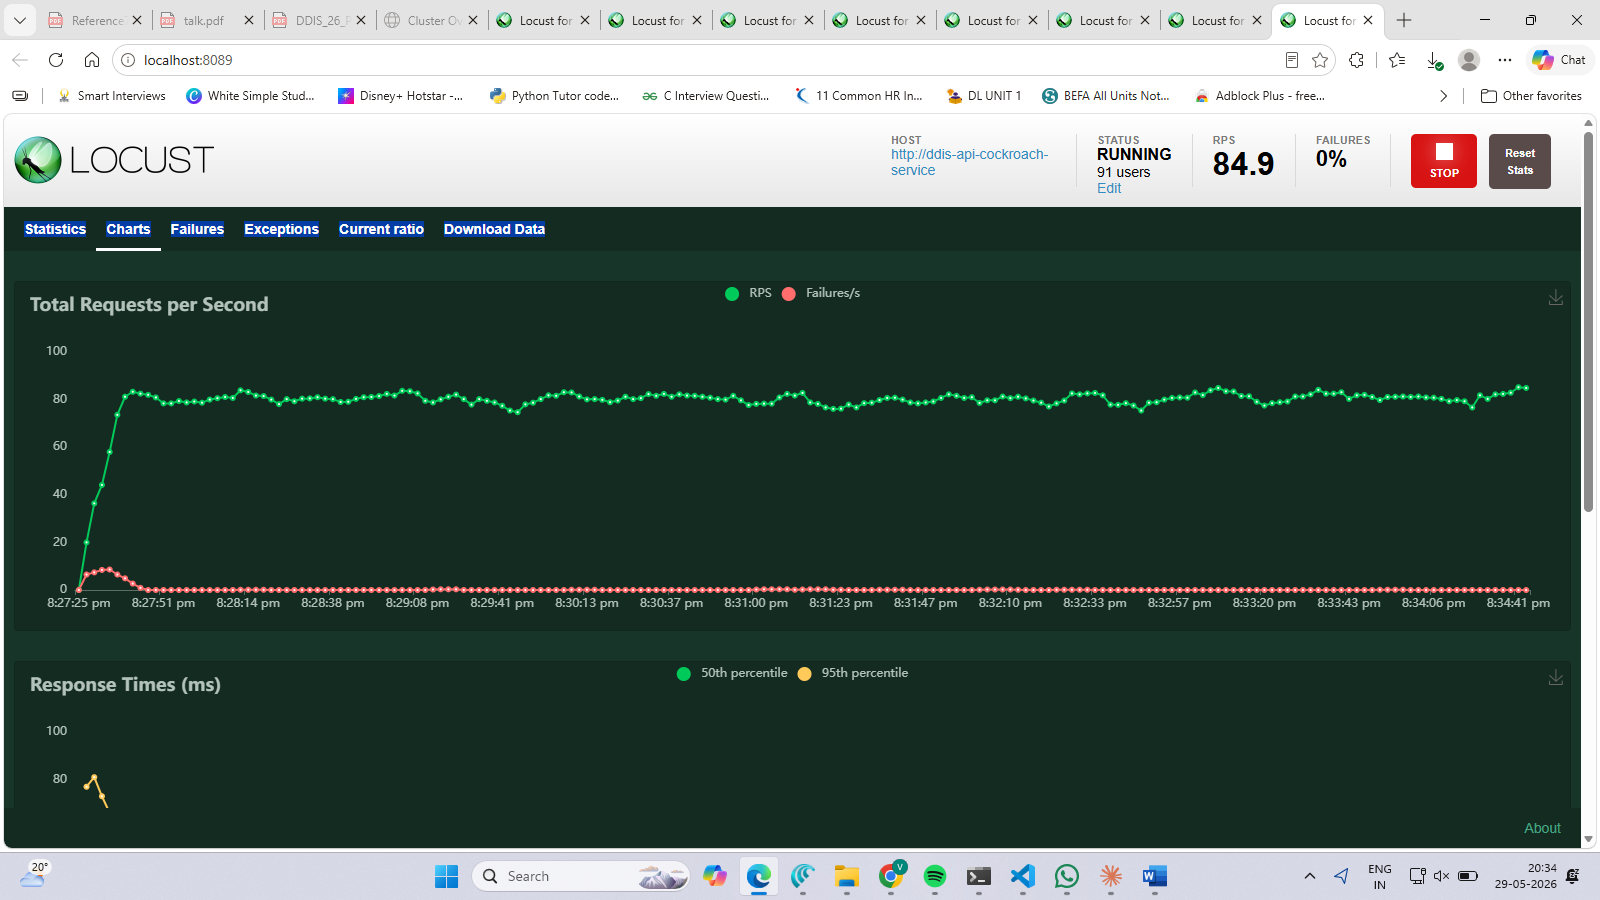 Reference
talk.pdf
DDIS_26_P
Cluster Ov
Locust for
Locust for
Locust for
Locust for
Locust for
Locust for
Locust for
Locust for
localhost:8089
Chat
Smart Interviews
White Simple Stud...
Disney+ Hotstar -...
Python Tutor code...
C Interview Questi...
11 Common HR In...
DL UNIT 1
BEFA All Units Not...
Adblock Plus - free...
Other favorites
LOCUST
HOST
http://ddis-api-cockroach-
service
STATUS
RUNNING
91 users
Edit
RPS
84.9
FAILURES
0%
STOP
Reset
Stats
Statistics
Charts
Failures
Exceptions
Current ratio
Download Data
Total Requests per Second
RPS
Failures/s
100
80
60
40
20
0
8:27:25 pm
8:27:51 pm
8:28:14 pm
8:28:38 pm
8:29:08 pm
8:29:41 pm
8:30:13 pm
8:30:37 pm
8:31:00 pm
8:31:23 pm
8:31:47 pm
8:32:10 pm
8:32:33 pm
8:32:57 pm
8:33:20 pm
8:33:43 pm
8:34:06 pm
8:34:41 pm
Response Times (ms)
50th percentile
95th percentile
100
80
About
20°
Search
V
ENG
IN
20:34
29-05-2026